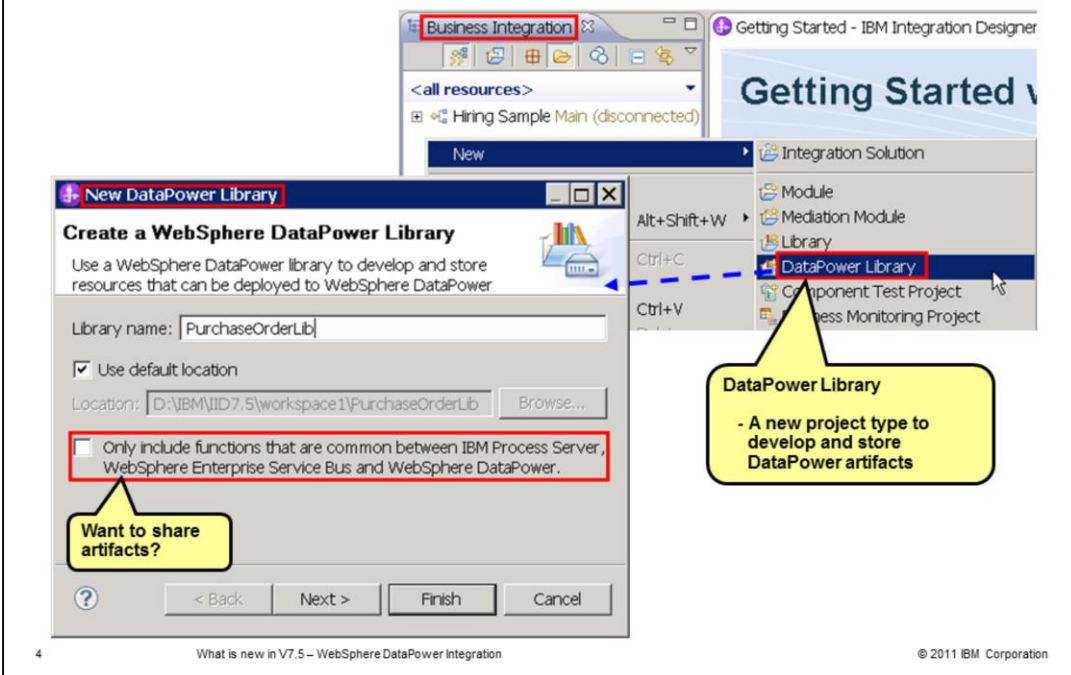 Business Integration
Getting Started - IBM Integration Designer
<all resources>
Getting Started
Hiring Sample Main (disconnected)
New
Integration Solution
Module
Alt+Shift+W
Mediation Module
Library
Ctrl+C
DataPower Library
Component Test Project
Ctrl+V
Monitoring Project
New DataPower Library
Create a WebSphere DataPower Library
Use a WebSphere DataPower library to develop and store
resources that can be deployed to WebSphere DataPower
Library name: PurchaseOrderLib
Use default location
Location: D:\IBM\IID7.5\workspace1\PurchaseOrderLib Browse...
Only include functions that are common between IBM Process Server,
WebSphere Enterprise Service Bus and WebSphere DataPower.
Want to share
artifacts?
? < Back Next > Finish Cancel
DataPower Library
- A new project type to
develop and store
DataPower artifacts
4 What is new in V7.5 – WebSphere DataPower Integration © 2011 IBM Corporation